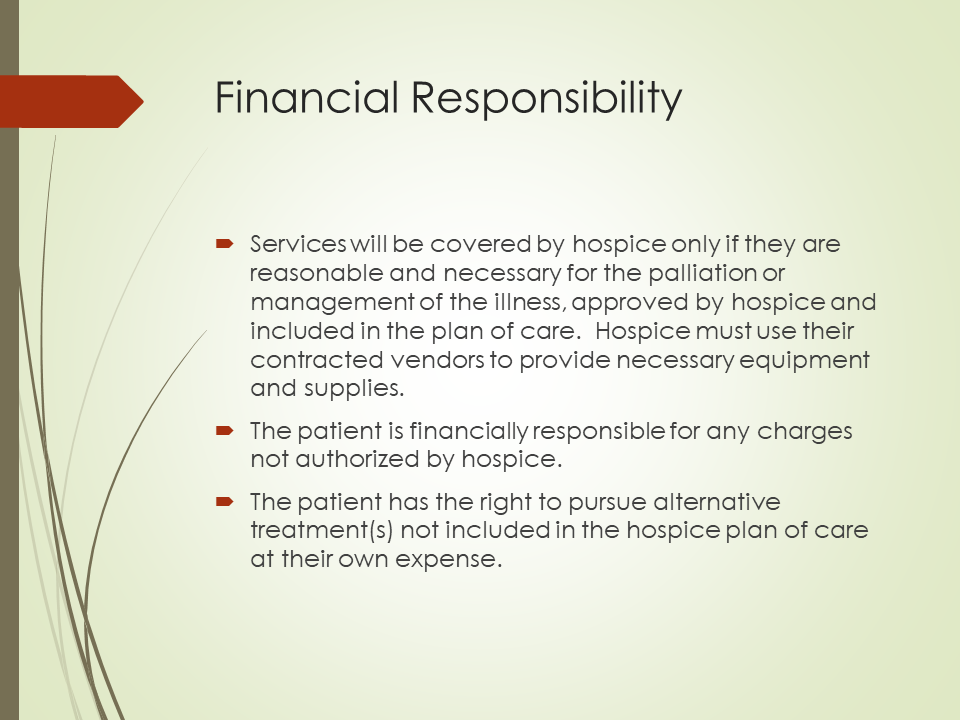 Financial Responsibility
Services will be covered by hospice only if they are
reasonable and necessary for the palliation or
management of the illness, approved by hospice and
included in the plan of care.  Hospice must use their
contracted vendors to provide necessary equipment
and supplies.
The patient is financially responsible for any charges
not authorized by hospice.
The patient has the right to pursue alternative
treatment(s) not included in the hospice plan of care
at their own expense.